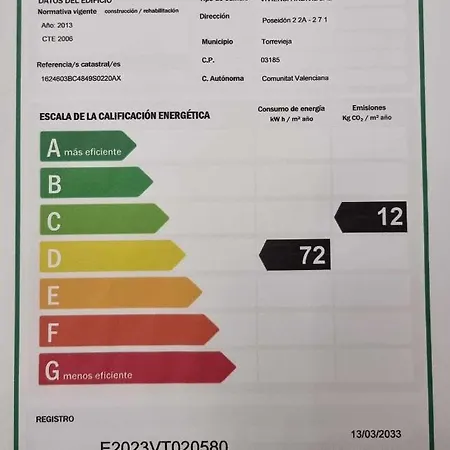 DATOS DEL EDIFICIO
Normativa vigente construcción / rehabilitación
Año: 2013
CTE 2006
Referencia/s catastral/es
1624603BC4849S0220AX
Dirección
Poseidón 2 2A - 2 7 1
Municipio
Torrevieja
C.P.
03185
C. Autónoma
Comunitat Valenciana
ESCALA DE LA CALIFICACIÓN ENERGÉTICA
Consumo de energía
kW h / m² año
Emisiones
Kg CO₂ / m² año
A más eficiente
B
C
12
D
72
E
F
G menos eficiente
REGISTRO
E2023VT020580
13/03/2033